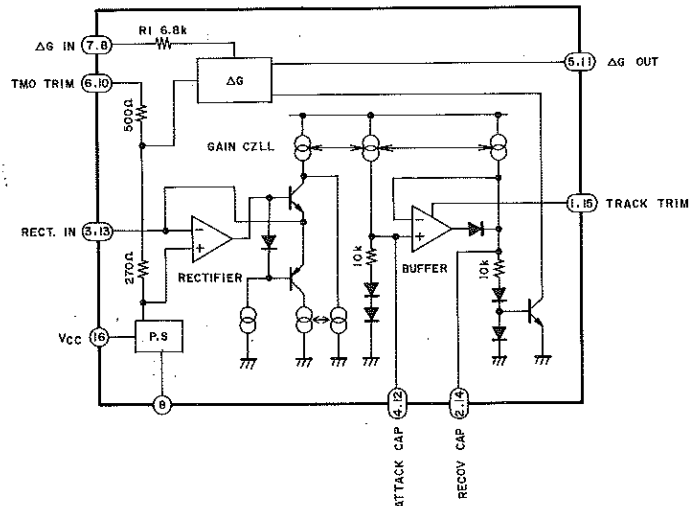 R1 6.8k
ΔG IN 7.8
5.11 ΔG OUT
TMO TRIM 6.10
ΔG
500Ω
GAIN CZLL
1.15 TRACK TRIM
RECT. IN 3.13
−
+
RECTIFIER
−
+
BUFFER
10k
10k
270Ω
VCC 16
P.S
8
4.12
ATTACK CAP
2.14
RECOV CAP